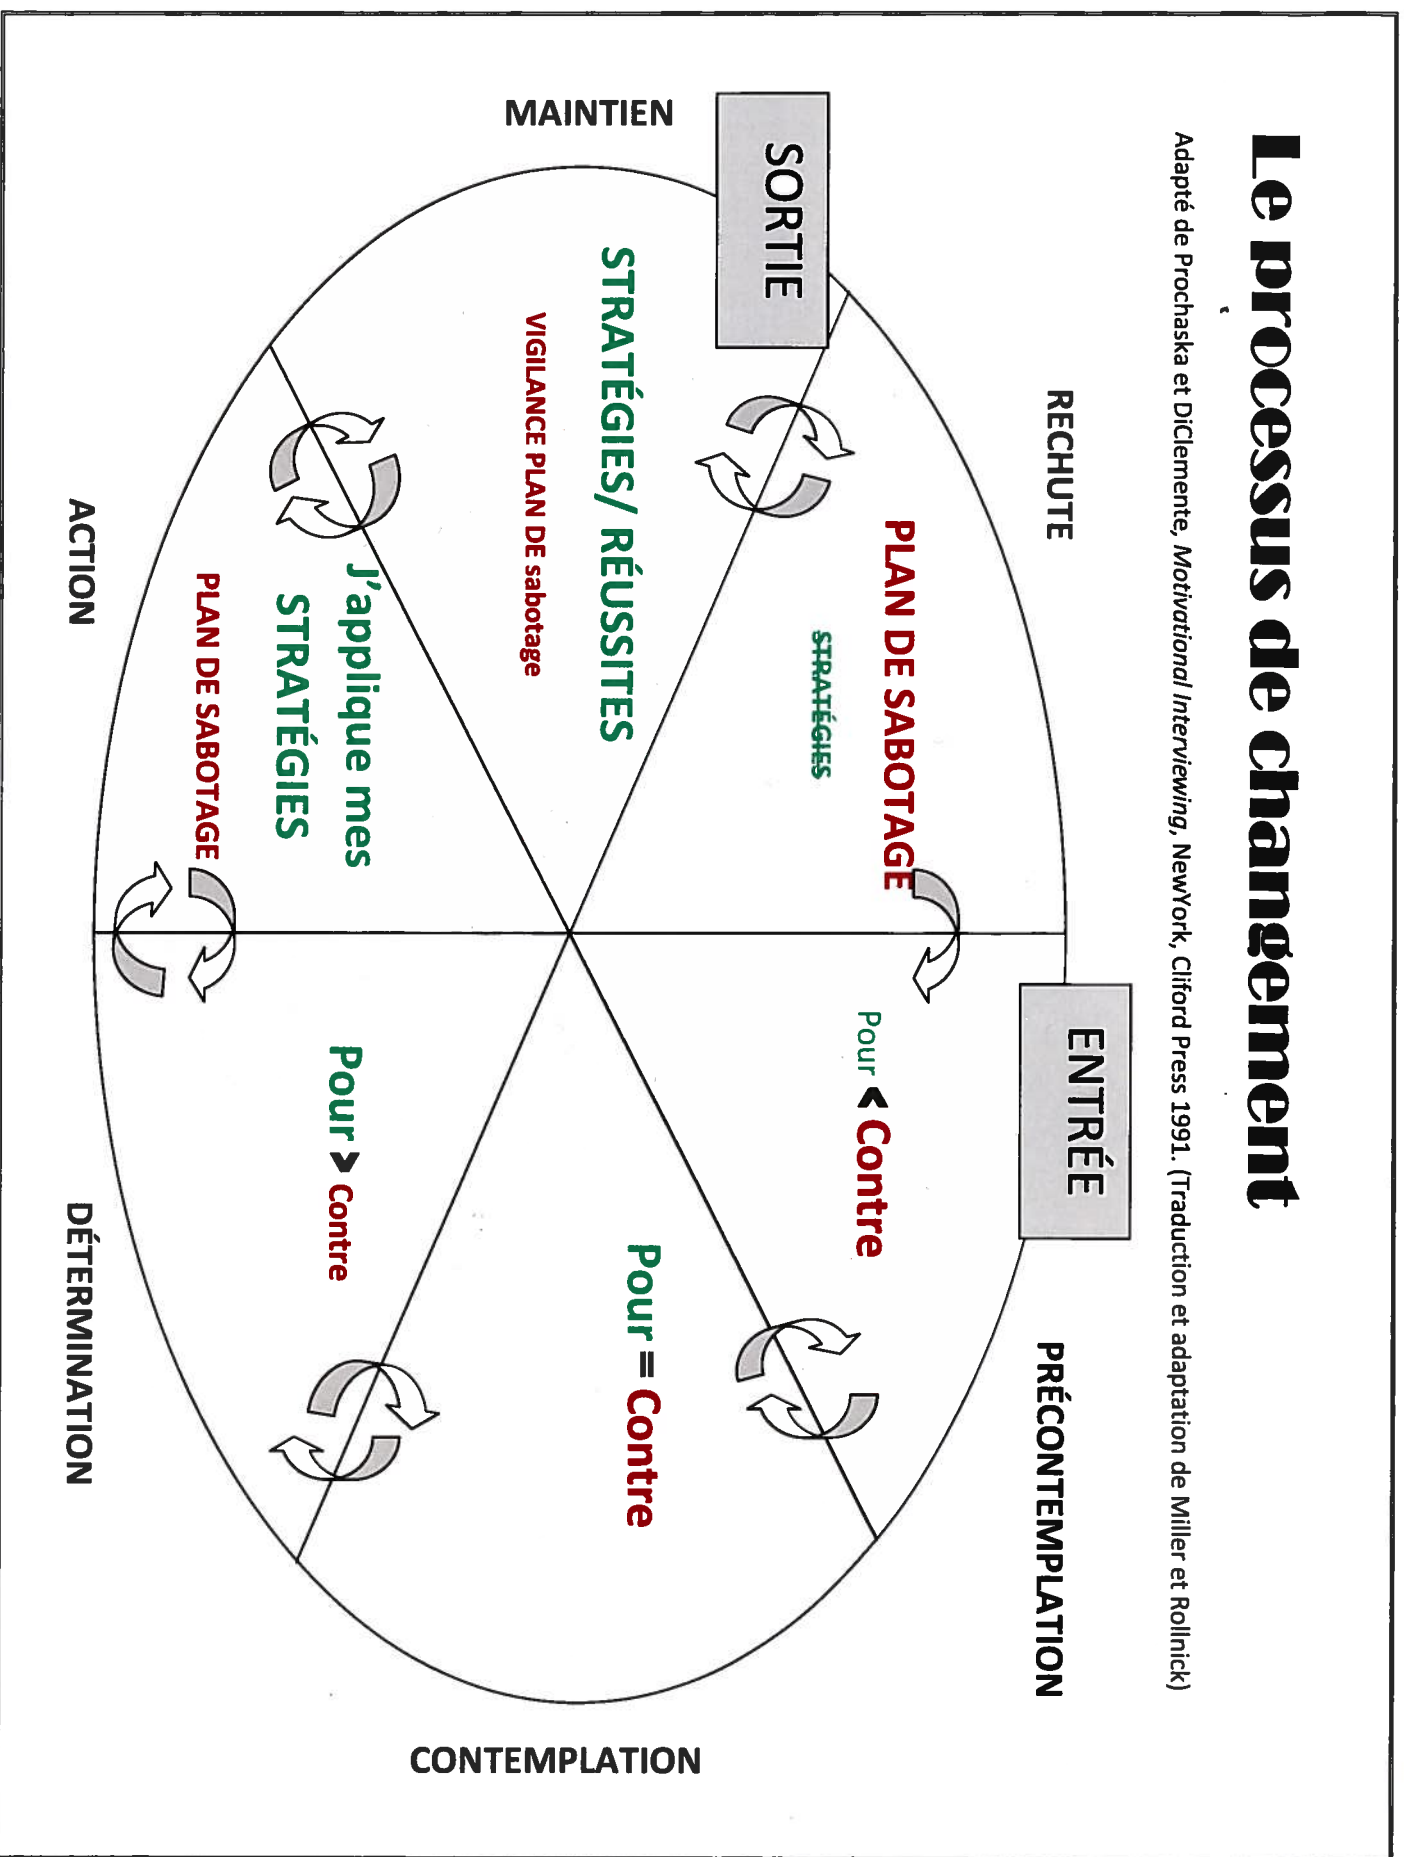 Le processus de changement
Adapté de Prochaska et DiClemente, Motivational Interviewing, NewYork, Cliford Press 1991. (Traduction et adaptation de Miller et Rollnick)
RECHUTE
ENTRÉE
PRÉCONTEMPLATION
PLAN DE SABOTAGE
STRATÉGIES
Pour < Contre
SORTIE
MAINTIEN
STRATÉGIES/ RÉUSSITES
VIGILANCE PLAN DE sabotage
Pour = Contre
CONTEMPLATION
J'applique mes
STRATÉGIES
PLAN DE SABOTAGE
Pour > Contre
ACTION
DÉTERMINATION